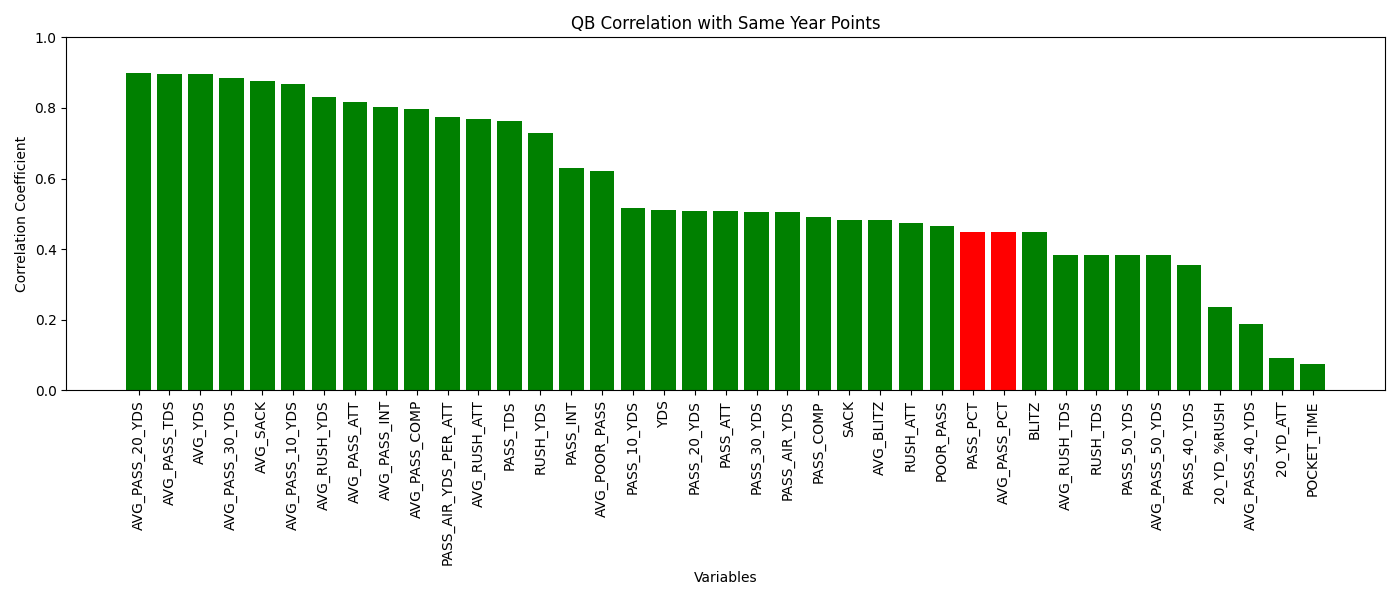 QB Correlation with Same Year Points
Correlation Coefficient
1.0
0.8
0.6
0.4
0.2
0.0
AVG_PASS_20_YDS
AVG_PASS_TDS
AVG_YDS
AVG_PASS_30_YDS
AVG_SACK
AVG_PASS_10_YDS
AVG_RUSH_YDS
AVG_PASS_ATT
AVG_PASS_INT
AVG_PASS_COMP
PASS_AIR_YDS_PER_ATT
AVG_RUSH_ATT
PASS_TDS
RUSH_YDS
PASS_INT
AVG_POOR_PASS
PASS_10_YDS
YDS
PASS_20_YDS
PASS_ATT
PASS_30_YDS
PASS_AIR_YDS
PASS_COMP
SACK
AVG_BLITZ
RUSH_ATT
POOR_PASS
PASS_PCT
AVG_PASS_PCT
BLITZ
AVG_RUSH_TDS
RUSH_TDS
PASS_50_YDS
AVG_PASS_50_YDS
PASS_40_YDS
20_YD_%RUSH
AVG_PASS_40_YDS
20_YD_ATT
POCKET_TIME
Variables